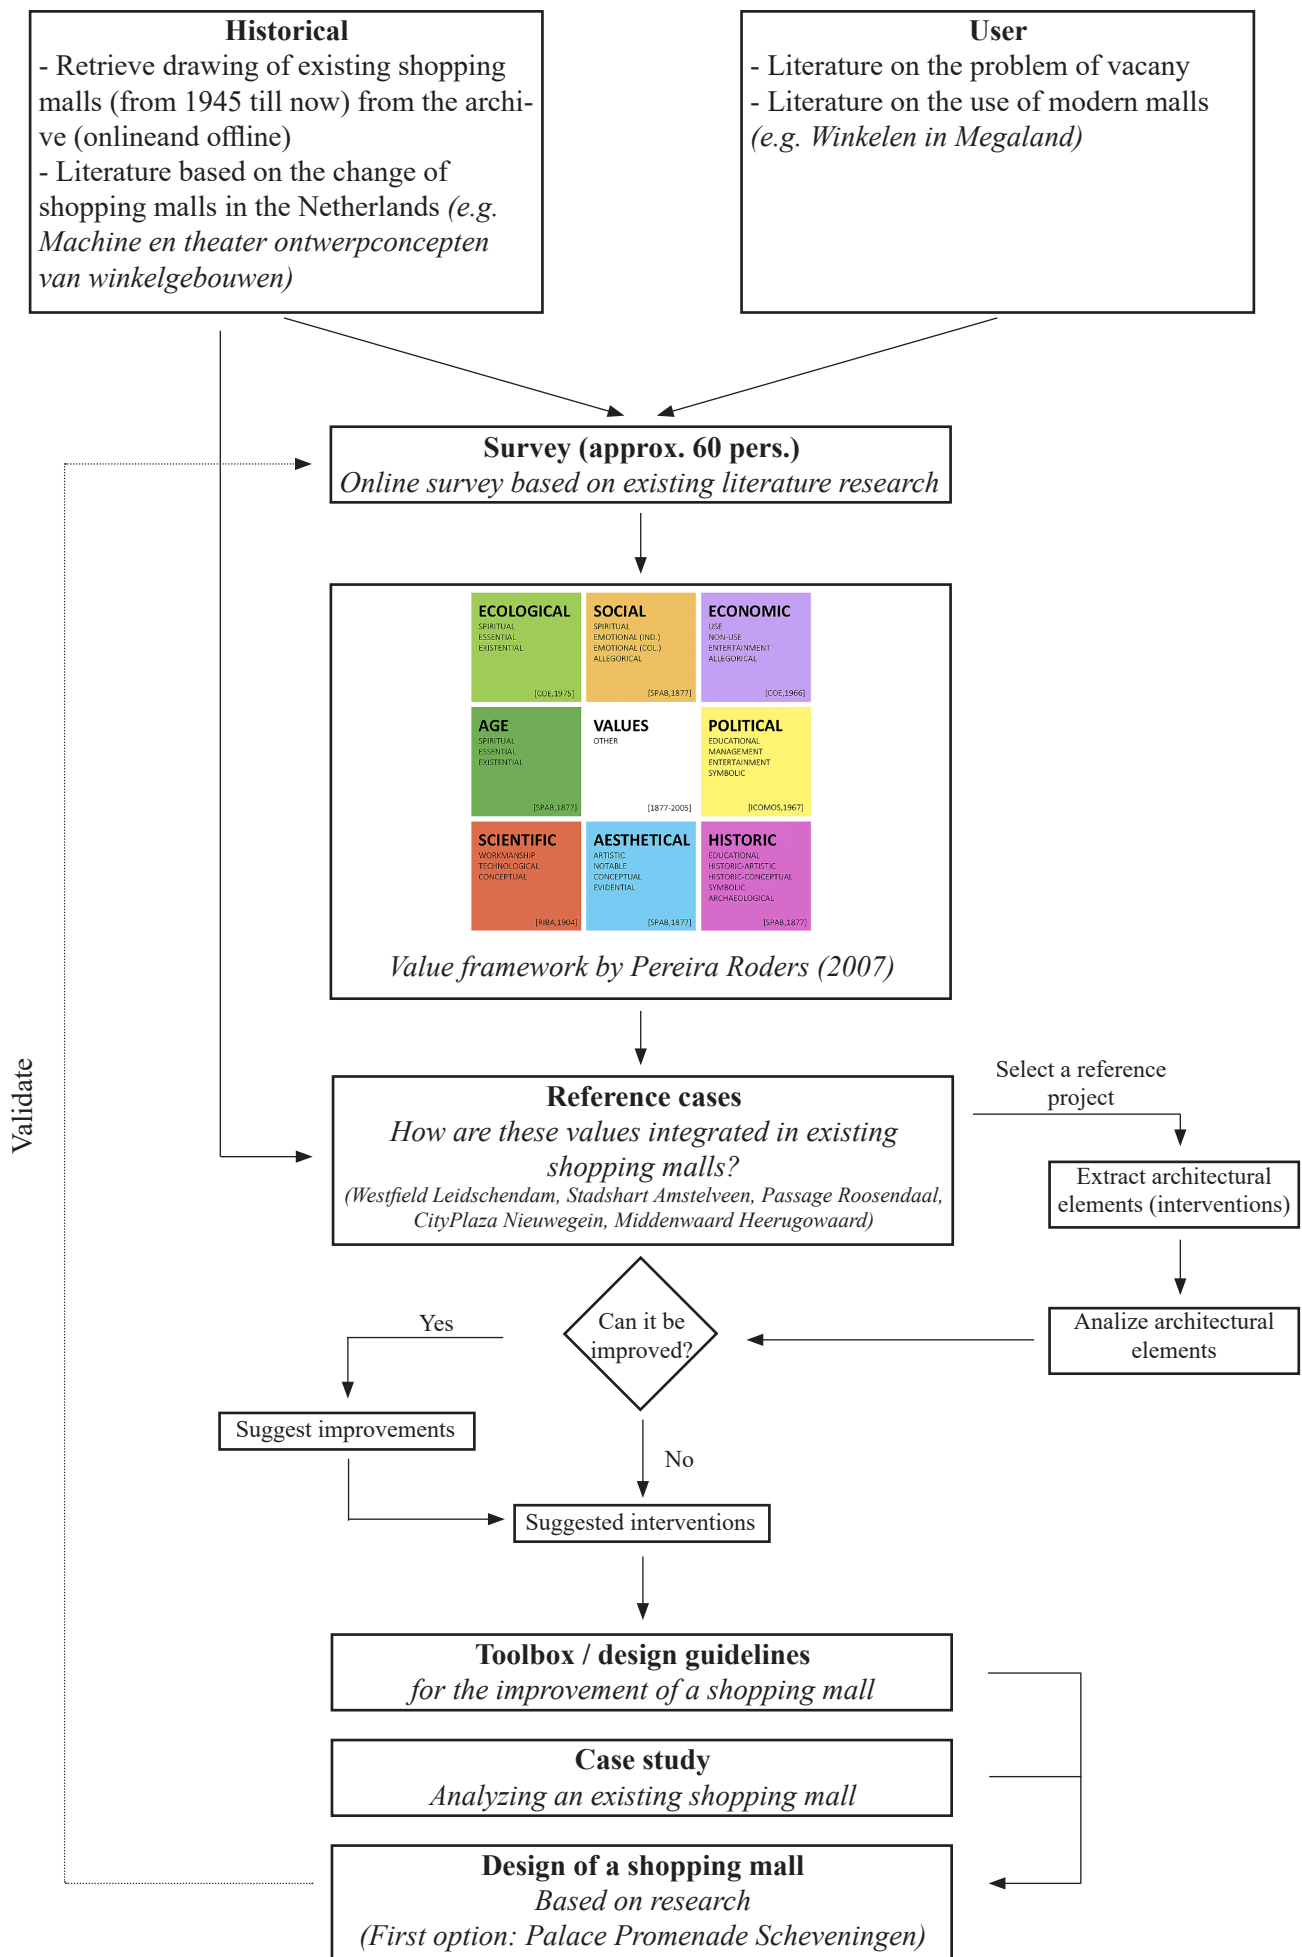 Historical
- Retrieve drawing of existing shopping
malls (from 1945 till now) from the archi-
ve (onlineand offline)
- Literature based on the change of
shopping malls in the Netherlands (e.g.
Machine en theater ontwerpconcepten
van winkelgebouwen)
User
- Literature on the problem of vacany
- Literature on the use of modern malls
(e.g. Winkelen in Megaland)
Survey (approx. 60 pers.)
Online survey based on existing literature research
ECOLOGICAL
SPIRITUAL
ESSENTIAL
EXISTENTIAL
[COE,1975]
SOCIAL
SPIRITUAL
EMOTIONAL (IND.)
EMOTIONAL (COL.)
ALLEGORICAL
[SPAB,1877]
ECONOMIC
USE
NON-USE
ENTERTAINMENT
ALLEGORICAL
[COE,1966]
AGE
SPIRITUAL
ESSENTIAL
EXISTENTIAL
[SPAB,1877]
VALUES
OTHER
[1877-2005]
POLITICAL
EDUCATIONAL
MANAGEMENT
ENTERTAINMENT
SYMBOLIC
[ICOMOS,1967]
SCIENTIFIC
WORKMANSHIP
TECHNOLOGICAL
CONCEPTUAL
[RIBA,1904]
AESTHETICAL
ARTISTIC
NOTABLE
CONCEPTUAL
EVIDENTIAL
[SPAB,1877]
HISTORIC
EDUCATIONAL
HISTORIC-ARTISTIC
HISTORIC-CONCEPTUAL
SYMBOLIC
ARCHAEOLOGICAL
[SPAB,1877]
Value framework by Pereira Roders (2007)
Validate
Reference cases
How are these values integrated in existing
shopping malls?
(Westfield Leidschendam, Stadshart Amstelveen, Passage Roosendaal,
CityPlaza Nieuwegein, Middenwaard Heerugowaard)
Select a reference
project
Extract architectural
elements (interventions)
Analize architectural
elements
Can it be
improved?
Yes
Suggest improvements
No
Suggested interventions
Toolbox / design guidelines
for the improvement of a shopping mall
Case study
Analyzing an existing shopping mall
Design of a shopping mall
Based on research
(First option: Palace Promenade Scheveningen)